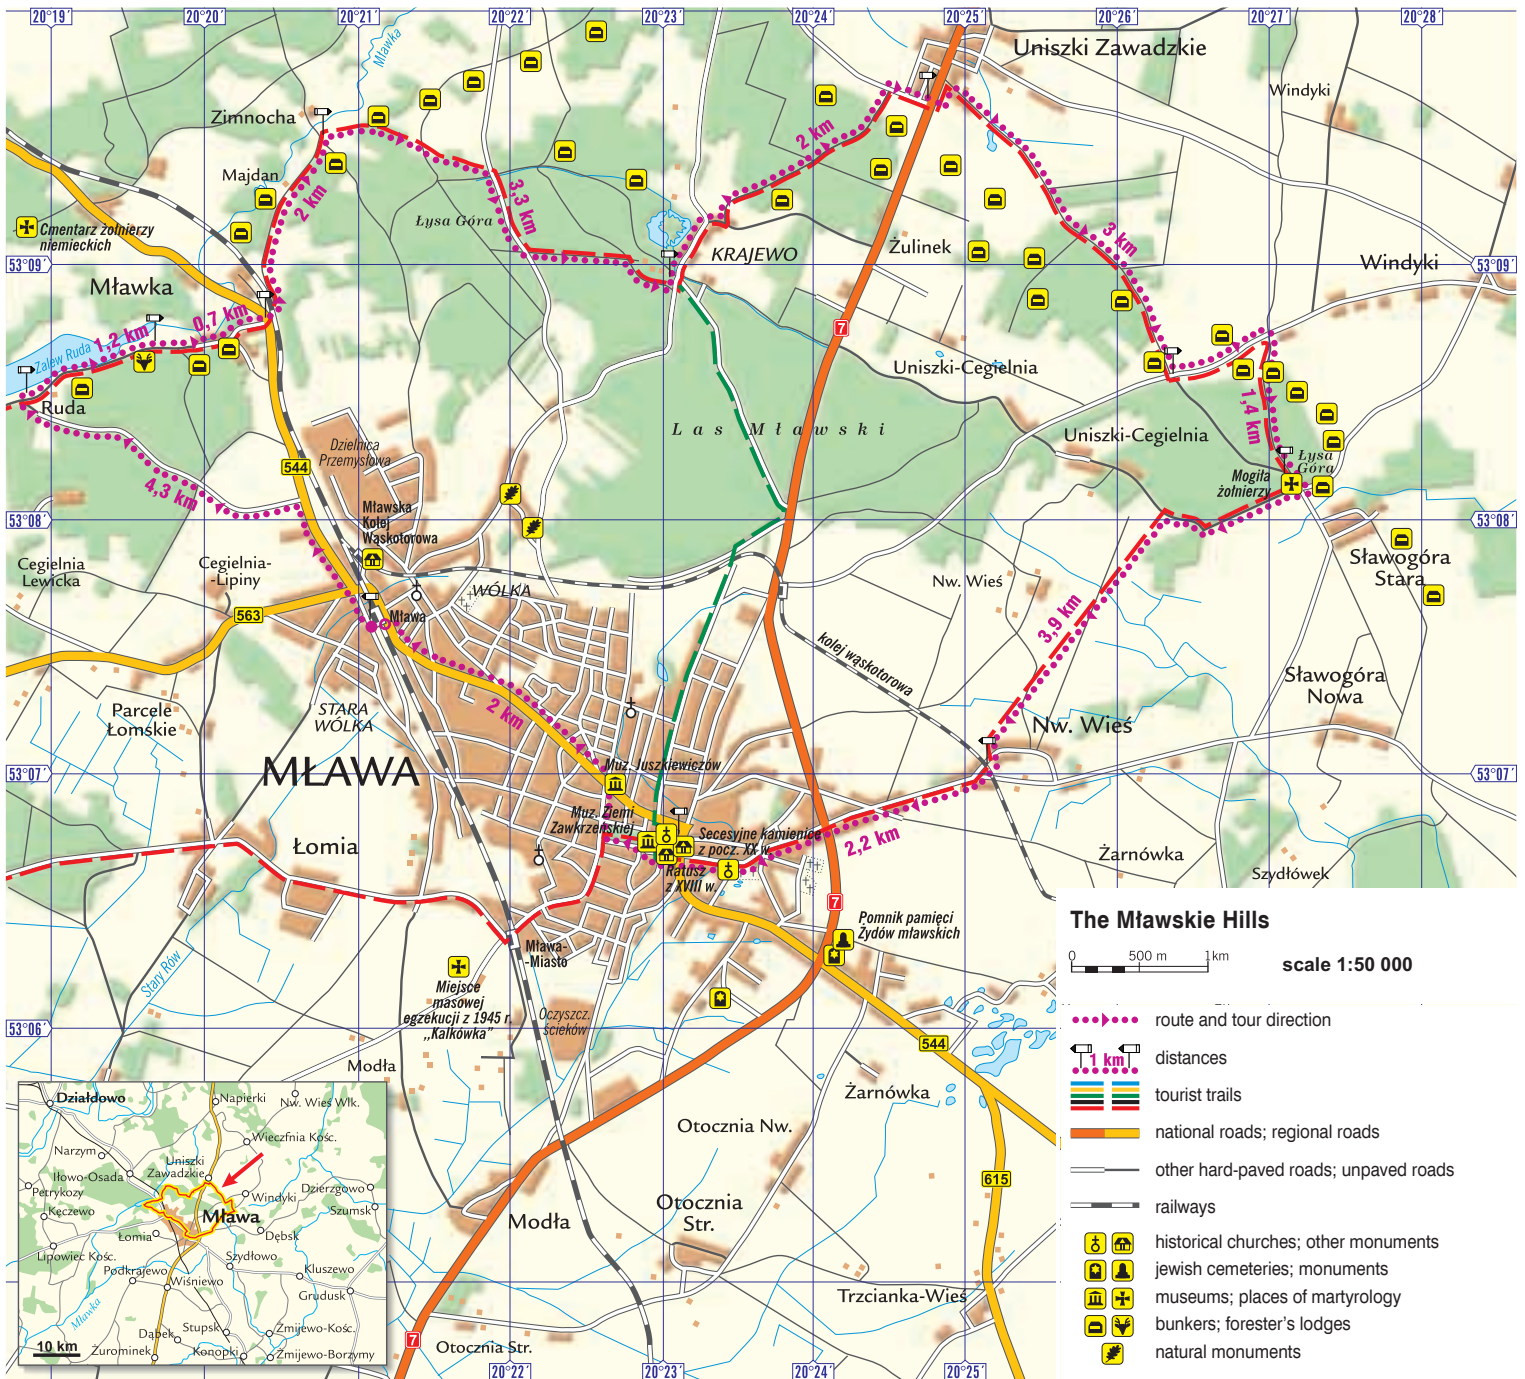 20°19'
20°20'
20°21'
20°22'
20°23'
20°24'
20°25'
20°26'
20°27'
20°28'
Mławka
Uniszki Zawadzkie
Windyki
Zimnocha
2 km
Majdan
2 km
3,3 km
Łysa Góra
Cmentarz żołnierzy
niemieckich
KRAJEWO
Żulinek
3 km
Windyki
53°09'
53°09'
Mławka
0,7 km
1,2 km
7
Zalew Ruda
Uniszki-Cegielnia
Ruda
1,4 km
Las Mławski
Uniszki-Cegielnia
Dzielnica
Przemysłowa
Łysa
Góra
544
4,3 km
Mogiła
żołnierzy
Mławska
Kolej
Wąskotorowa
53°08'
53°08'
Cegielnia
Lewicka
Cegielnia-
-Lipiny
Sławogóra
Stara
Nw. Wieś
WÓLKA
563
Mława
3,9 km
kolej wąskotorowa
Sławogóra
Nowa
Parcele
Łomskie
STARA
WÓLKA
2 km
Nw. Wieś
MŁAWA
53°07'
53°07'
Muz. Juszkiewiczów
Muz. Ziemi
Zawkrzeńskiej
Secesyjne kamienice
z pocz. XX w.
2,2 km
Łomia
Żarnówka
Ratusz
z XVIII w.
Szydłówek
7
Pomnik pamięci
Żydów mławskich
Mława-
-Miasto
Stary Rów
Miejsce
masowej
egzekucji z 1945 r.
„Kalkówka”
Oczyszcz.
ścieków
53°06'
544
Modła
Żarnówka
Otocznia Nw.
615
Otocznia
Str.
Modła
Trzcianka-Wieś
7
Otocznia Str.
20°22'
20°23'
20°24'
20°25'
The Mławskie Hills
0 500 m 1km
scale 1:50 000
route and tour direction
1 km
distances
tourist trails
national roads; regional roads
other hard-paved roads; unpaved roads
railways
historical churches; other monuments
jewish cemeteries; monuments
museums; places of martyrology
bunkers; forester's lodges
natural monuments
Działdowo
Napierki
Nw. Wieś Wlk.
Wieczfnia Kośc.
Narzym
Uniszki
Zawadzkie
Iłowo-Osada
Petrykozy
Windyki
Dzierzgowo
Kęczewo
Mława
Szumsk
Łomia
Dębsk
Lipowiec Kośc.
Szydłowo
Podkrajewo
Kluszewo
Wiśniewo
Grudusk
Mławka
Dąbek
Stupsk
Żmijewo-Kośc.
10 km
Żurominek
Konopki
Żmijewo-Borzymy